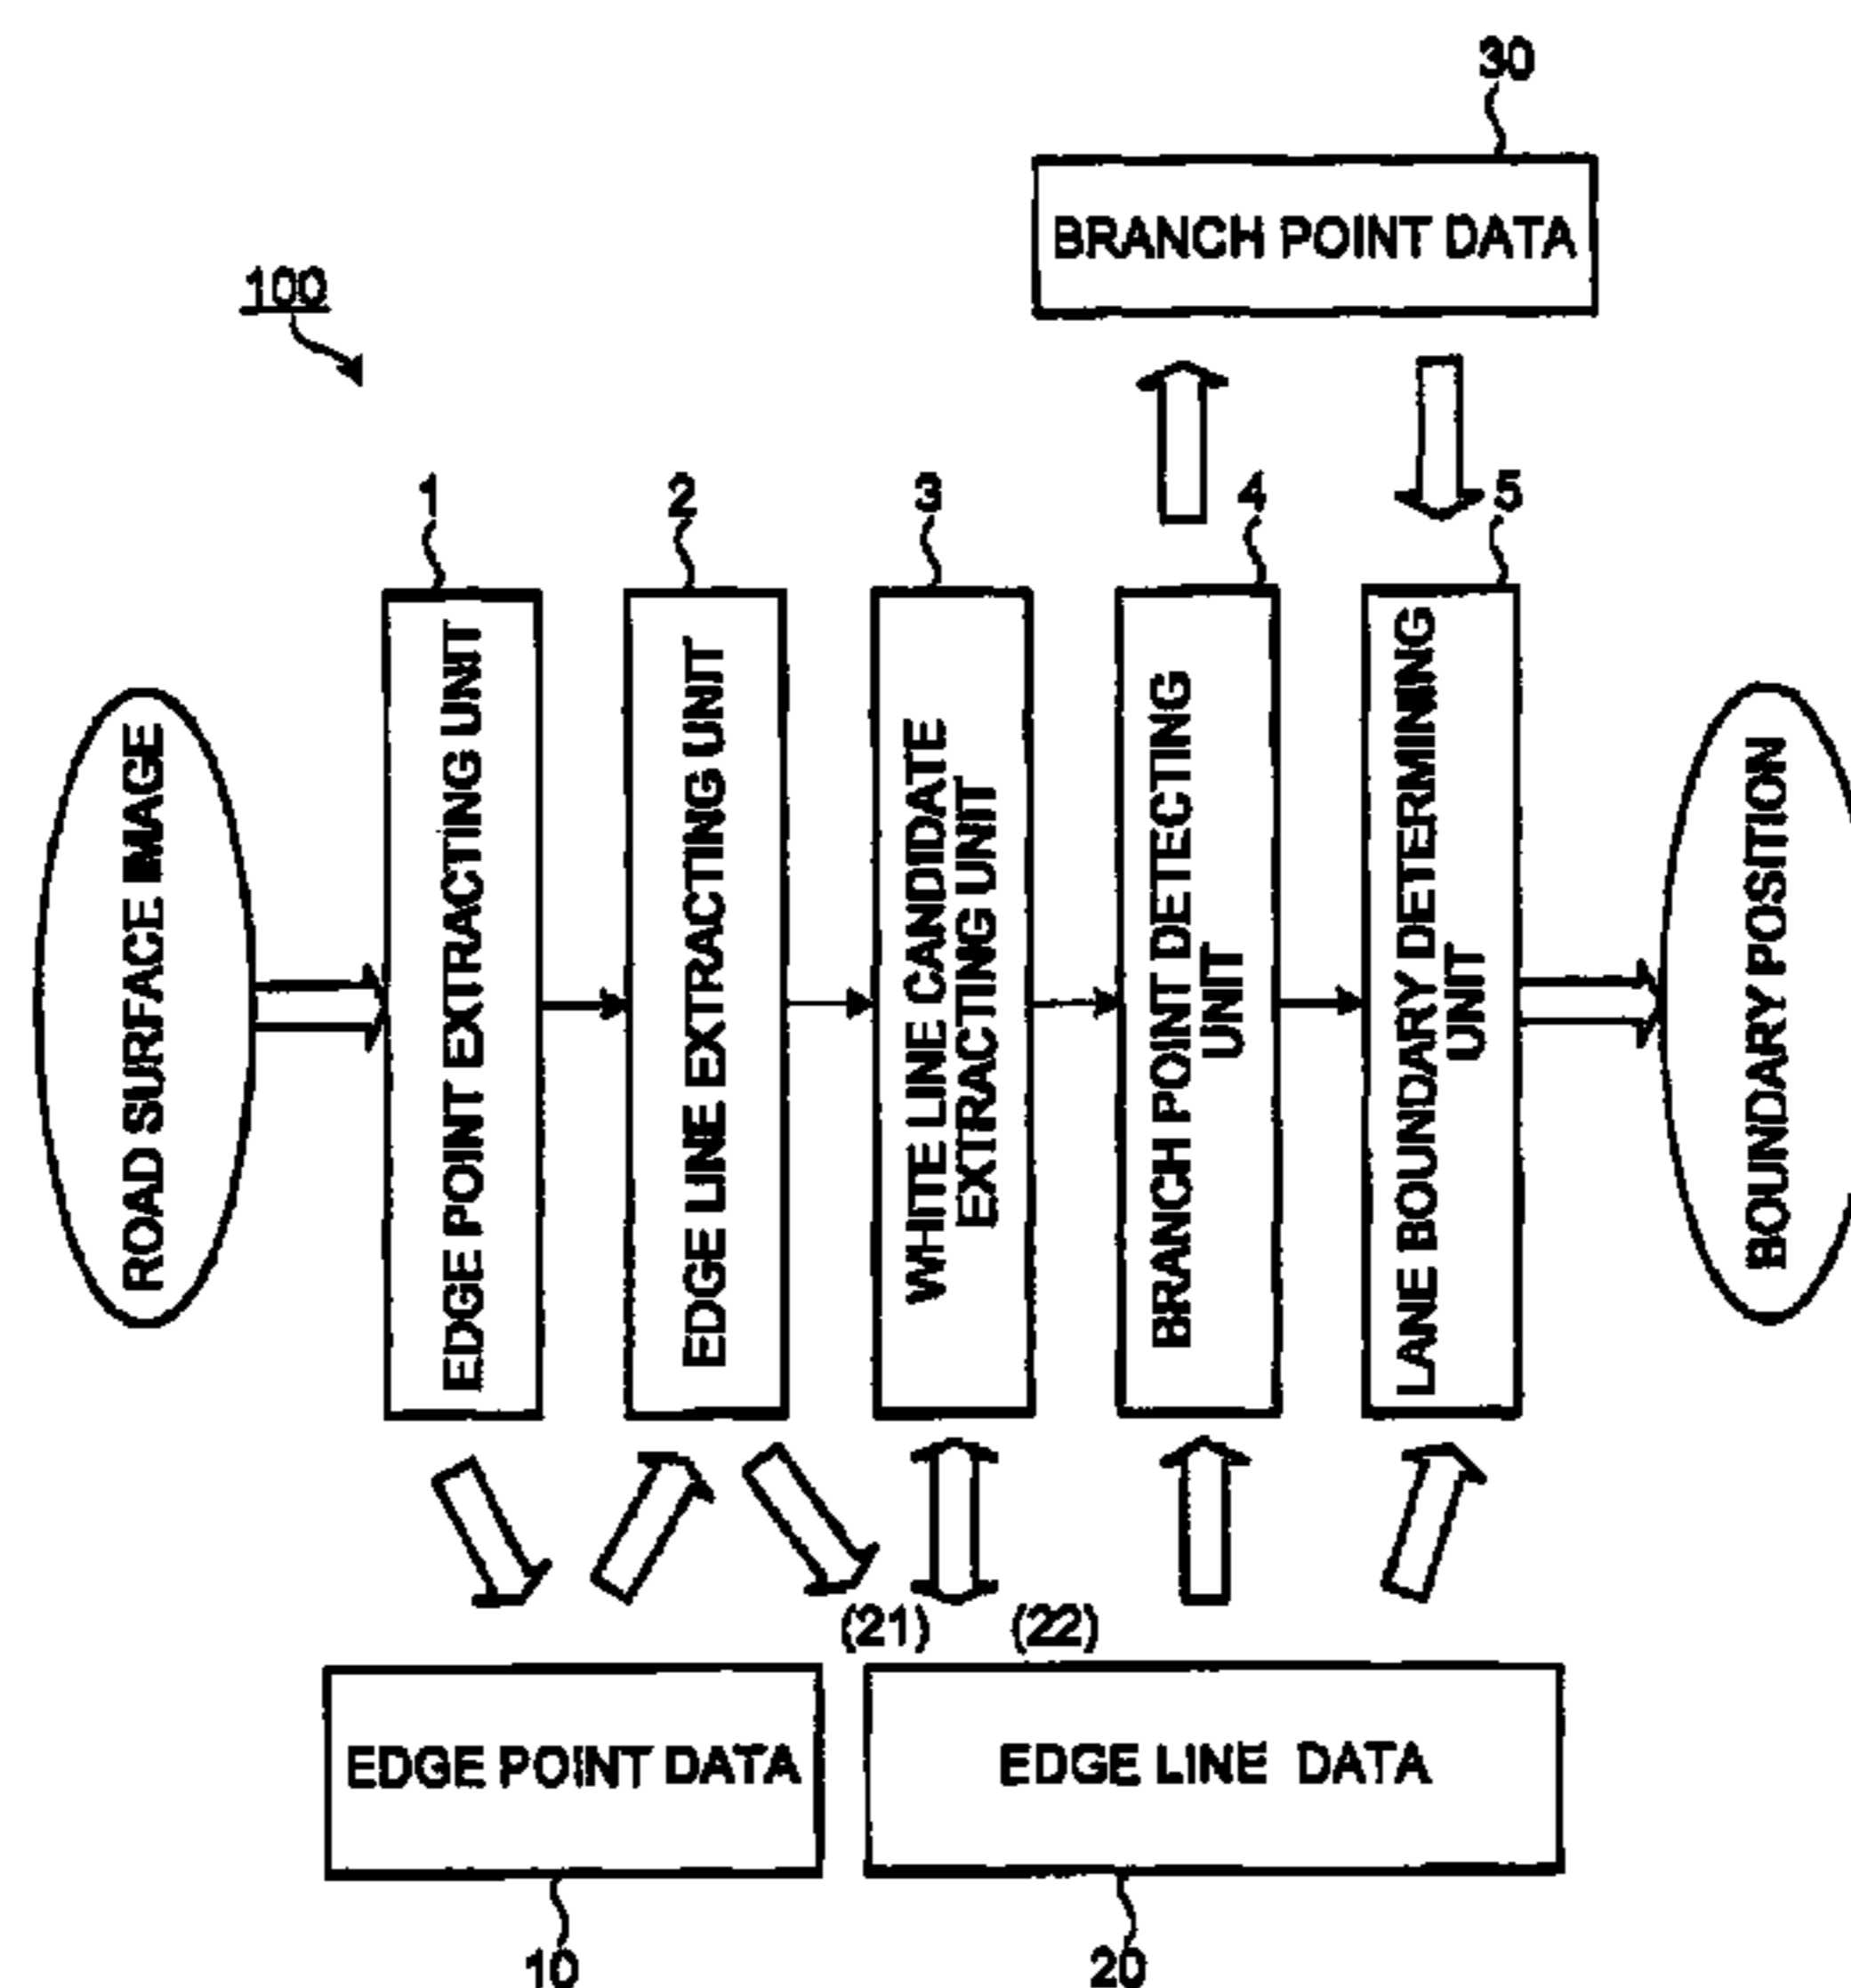 30
BRANCH POINT DATA
100
1
2
3
4
5
ROAD SURFACE IMAGE
EDGE POINT EXTRACTING UNIT
EDGE LINE EXTRACTING UNIT
WHITE LINE CANDIDATE
EXTRACTING UNIT
BRANCH POINT DETECTING
UNIT
LANE BOUNDARY DETERMINING
UNIT
BOUNDARY POSITION
(21)
(22)
EDGE POINT DATA
EDGE LINE DATA
10
20